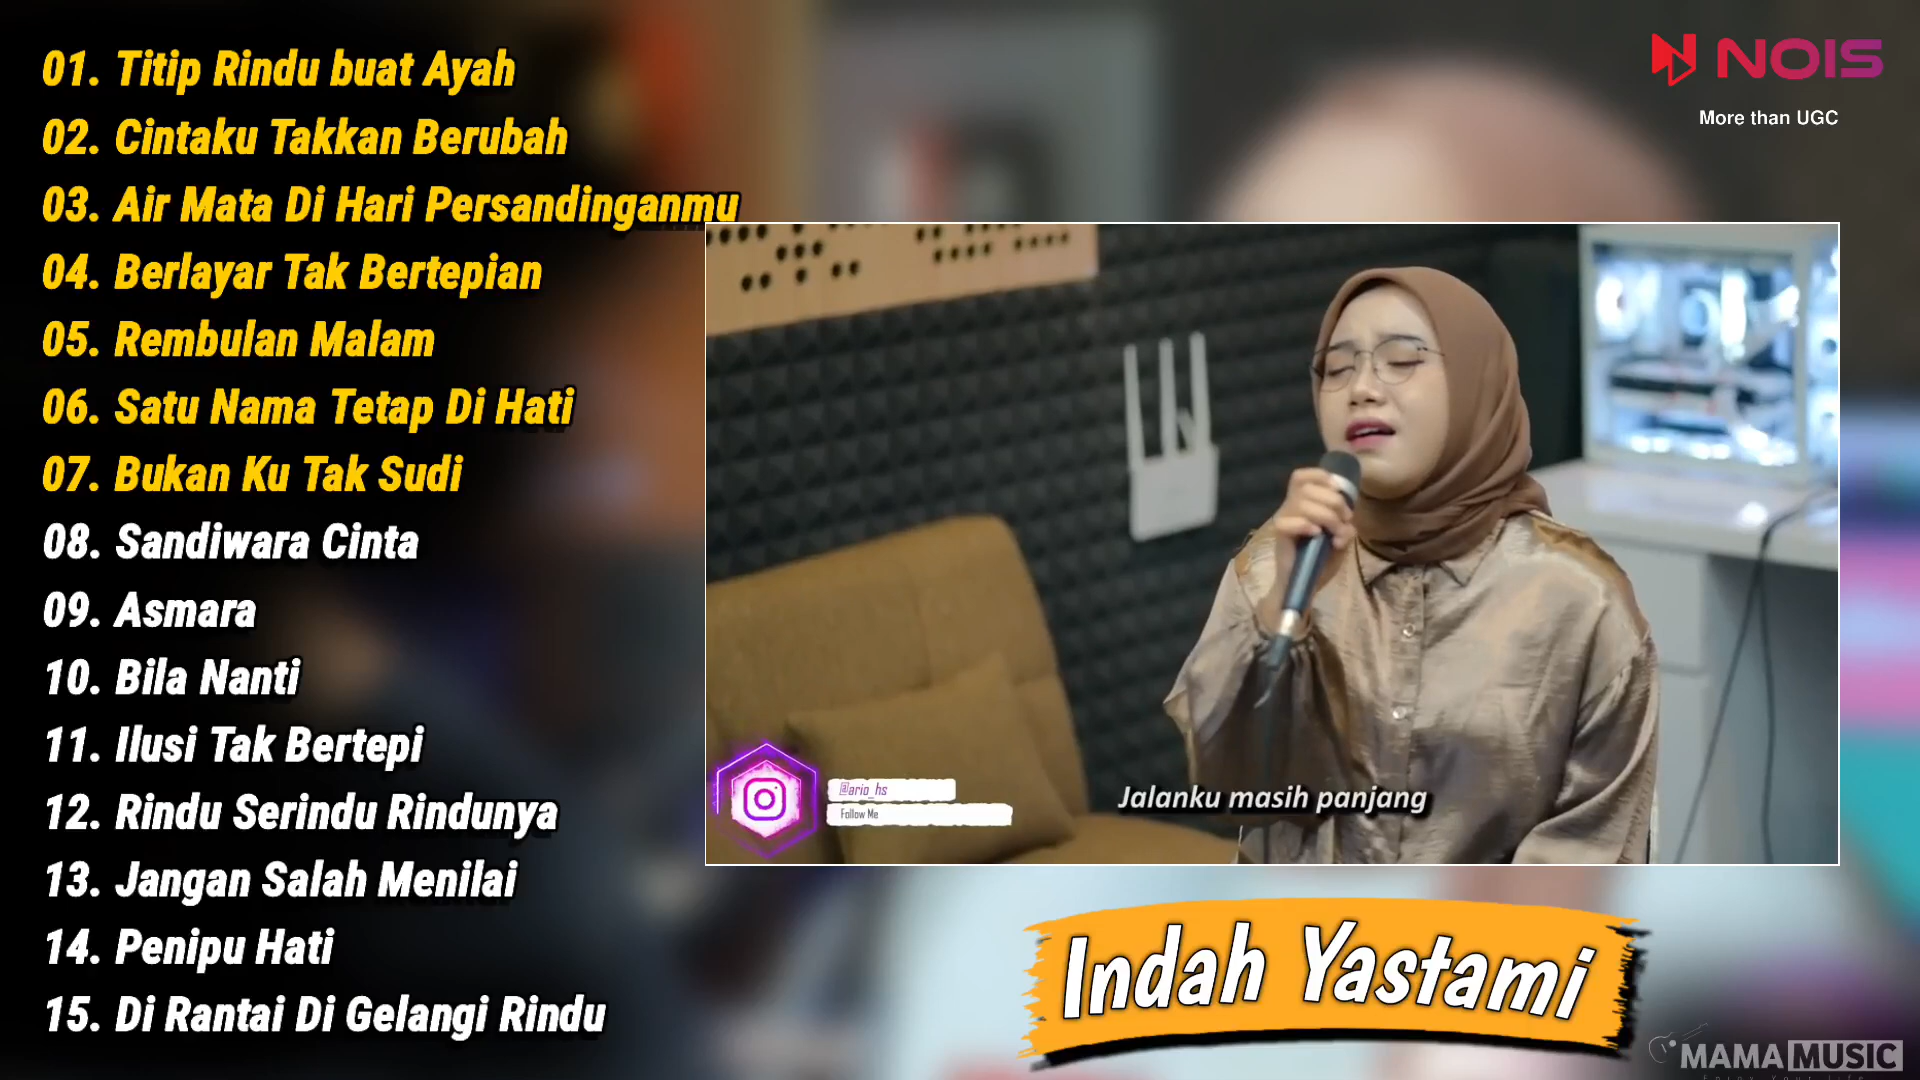 01. Titip Rindu buat Ayah
02. Cintaku Takkan Berubah
03. Air Mata Di Hari Persandinganmu
04. Berlayar Tak Bertepian
05. Rembulan Malam
06. Satu Nama Tetap Di Hati
07. Bukan Ku Tak Sudi
08. Sandiwara Cinta
09. Asmara
10. Bila Nanti
11. Ilusi Tak Bertepi
12. Rindu Serindu Rindunya
13. Jangan Salah Menilai
14. Penipu Hati
15. Di Rantai Di Gelangi Rindu
NOIS
More than UGC
@ario_hs
Follow Me
Jalanku masih panjang
Indah Yastami
MAMA MUSIC
Enjoy Your Life